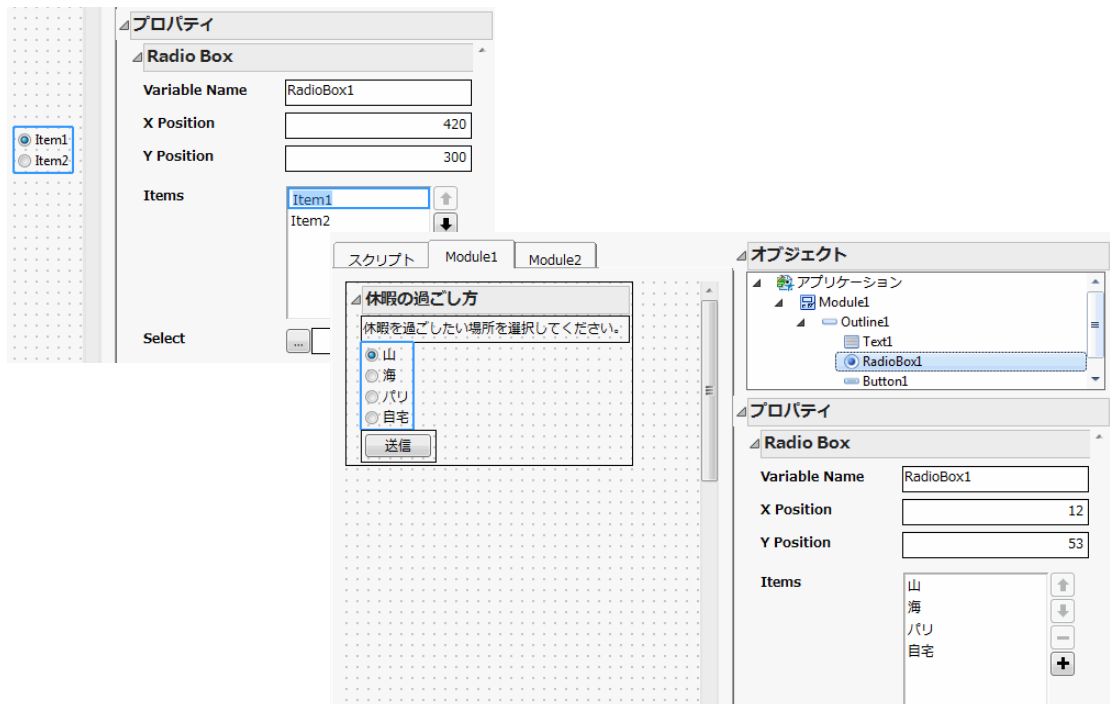 プロパティ
Radio Box
Variable Name RadioBox1
X Position 420
Y Position 300
Items Item1
Item2
Select ...
Item1
Item2
スクリプト Module1 Module2
休暇の過ごし方
休暇を過ごしたい場所を選択してください。
山
海
パリ
自宅
送信
オブジェクト
アプリケーション
Module1
Outline1
Text1
RadioBox1
Button1
プロパティ
Radio Box
Variable Name RadioBox1
X Position 12
Y Position 53
Items 山
海
パリ
自宅